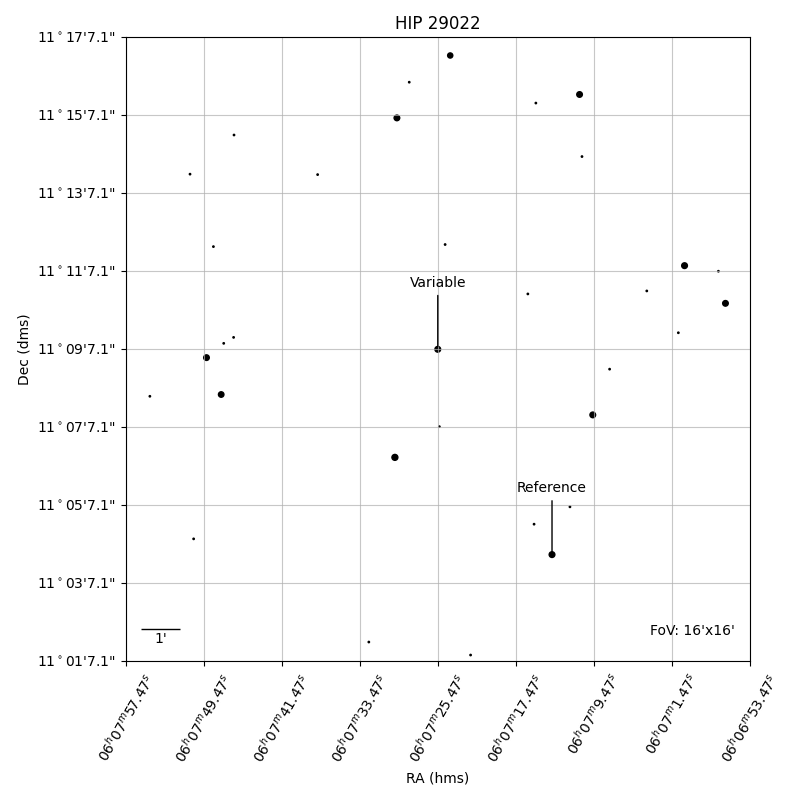 HIP 29022
11°17'7.1"
11°15'7.1"
11°13'7.1"
11°11'7.1"
11°09'7.1"
11°07'7.1"
11°05'7.1"
11°03'7.1"
11°01'7.1"
Dec (dms)
Variable
Reference
1'
FoV: 16'x16'
06ʰ07ᵐ57.47ˢ
06ʰ07ᵐ49.47ˢ
06ʰ07ᵐ41.47ˢ
06ʰ07ᵐ33.47ˢ
06ʰ07ᵐ25.47ˢ
06ʰ07ᵐ17.47ˢ
06ʰ07ᵐ9.47ˢ
06ʰ07ᵐ1.47ˢ
06ʰ06ᵐ53.47ˢ
RA (hms)